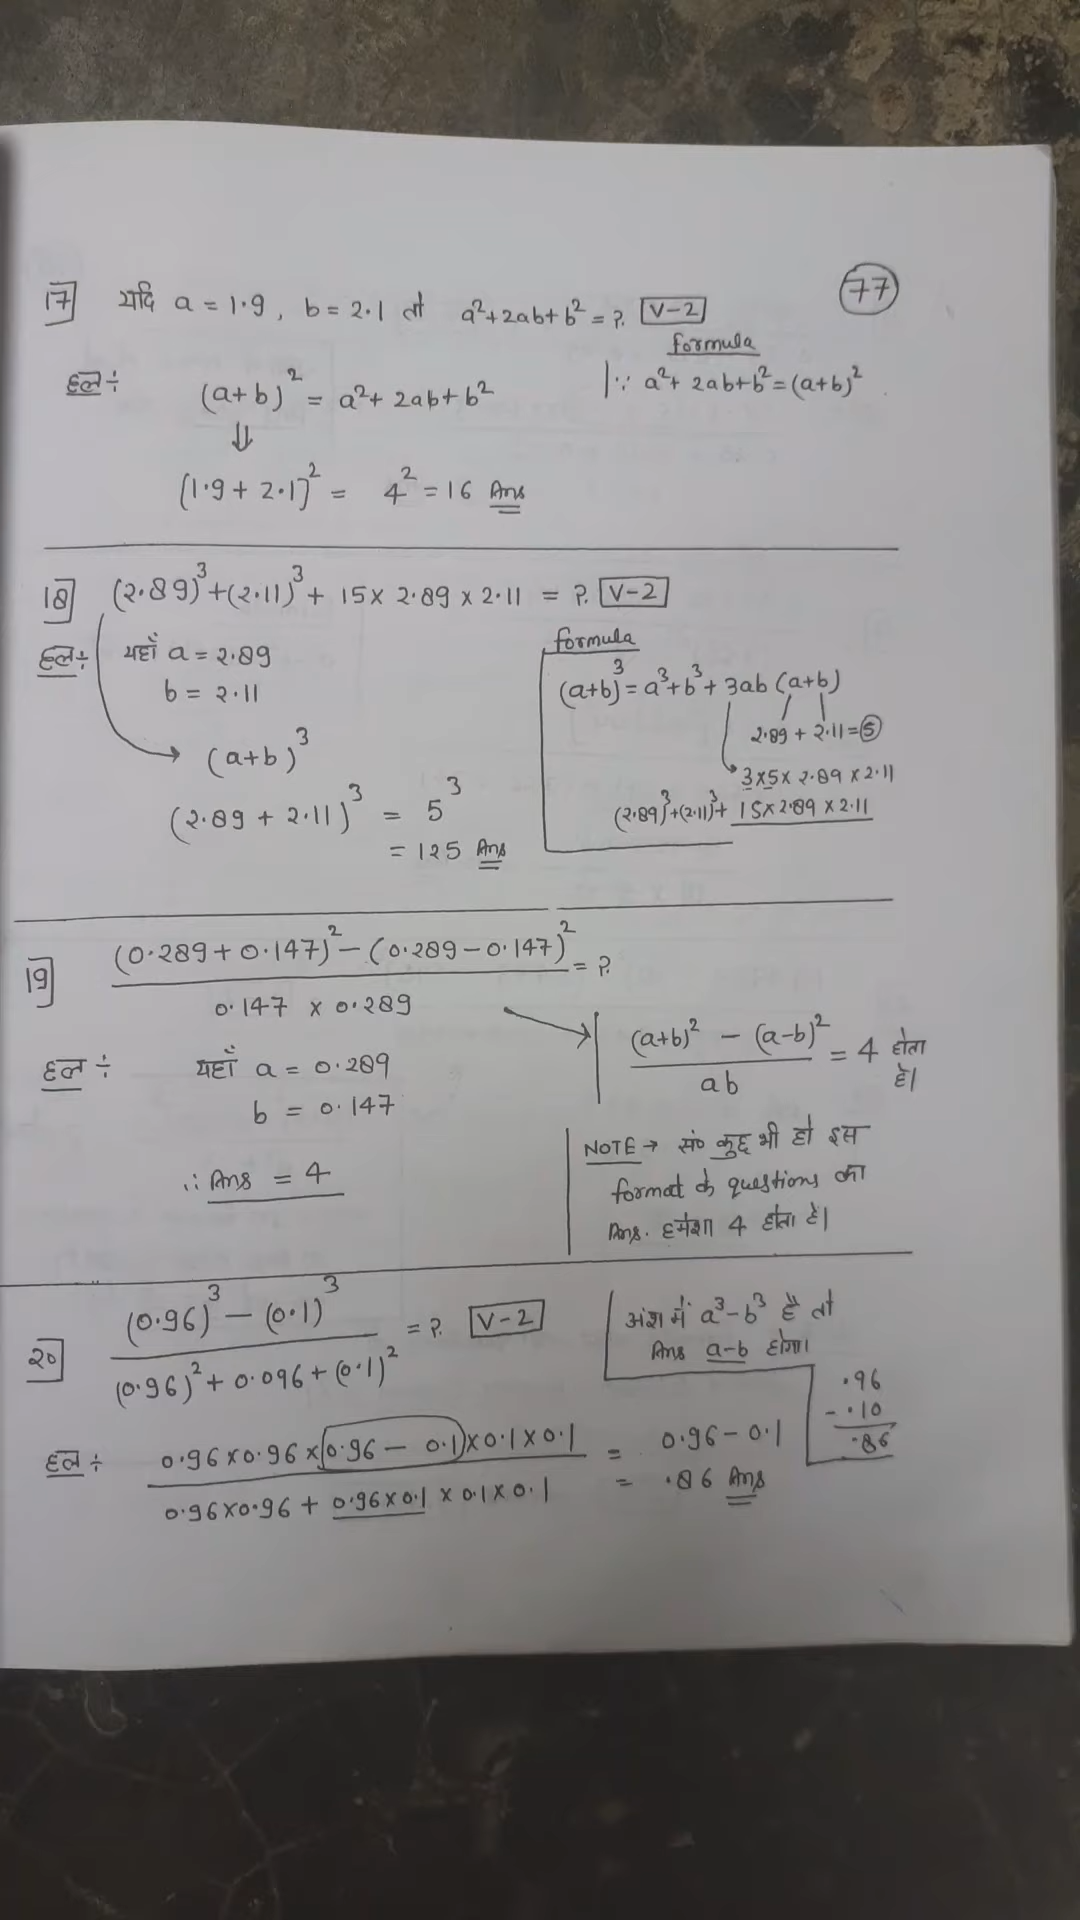 77
17] यदि a = 1.9, b = 2.1 तो a²+2ab+b² = ?. V-2
formula
हल ÷ (a+b)² = a²+2ab+b² |∵ a²+2ab+b²=(a+b)²
⇓
(1.9+2.1)² = 4² = 16 Ans
18] (2.89)³+(2.11)³+ 15×2.89×2.11 = ?. V-2
formula
हल ÷ यहाँ a = 2.89
b = 2.11
(a+b)³=a³+b³+3ab(a+b)
2.89+2.11=5
→ (a+b)³
3×5×2.89×2.11
(2.89+2.11)³ = 5³
(2.89)³+(2.11)³+15×2.89×2.11
= 125 Ans
19] (0.289+0.147)²-(0.289-0.147)² = ?.
0.147 × 0.289
(a+b)² - (a-b)² = 4 होता है।
ab
हल ÷ यहाँ a = 0.289
b = 0.147
NOTE → सं० कुछ भी हो इस
format के questions का
Ans. हमेशा 4 होता है।
∴ Ans = 4
20] (0.96)³ - (0.1)³ = ?. V-2
(0.96)²+0.096+(0.1)²
अंश में a³-b³ है तो
Ans a-b होगा।
.96
-.10
.86
हल ÷ 0.96×0.96×0.96-0.1×0.1×0.1 = 0.96-0.1
0.96×0.96+0.96×0.1×0.1×0.1 = .86 Ans